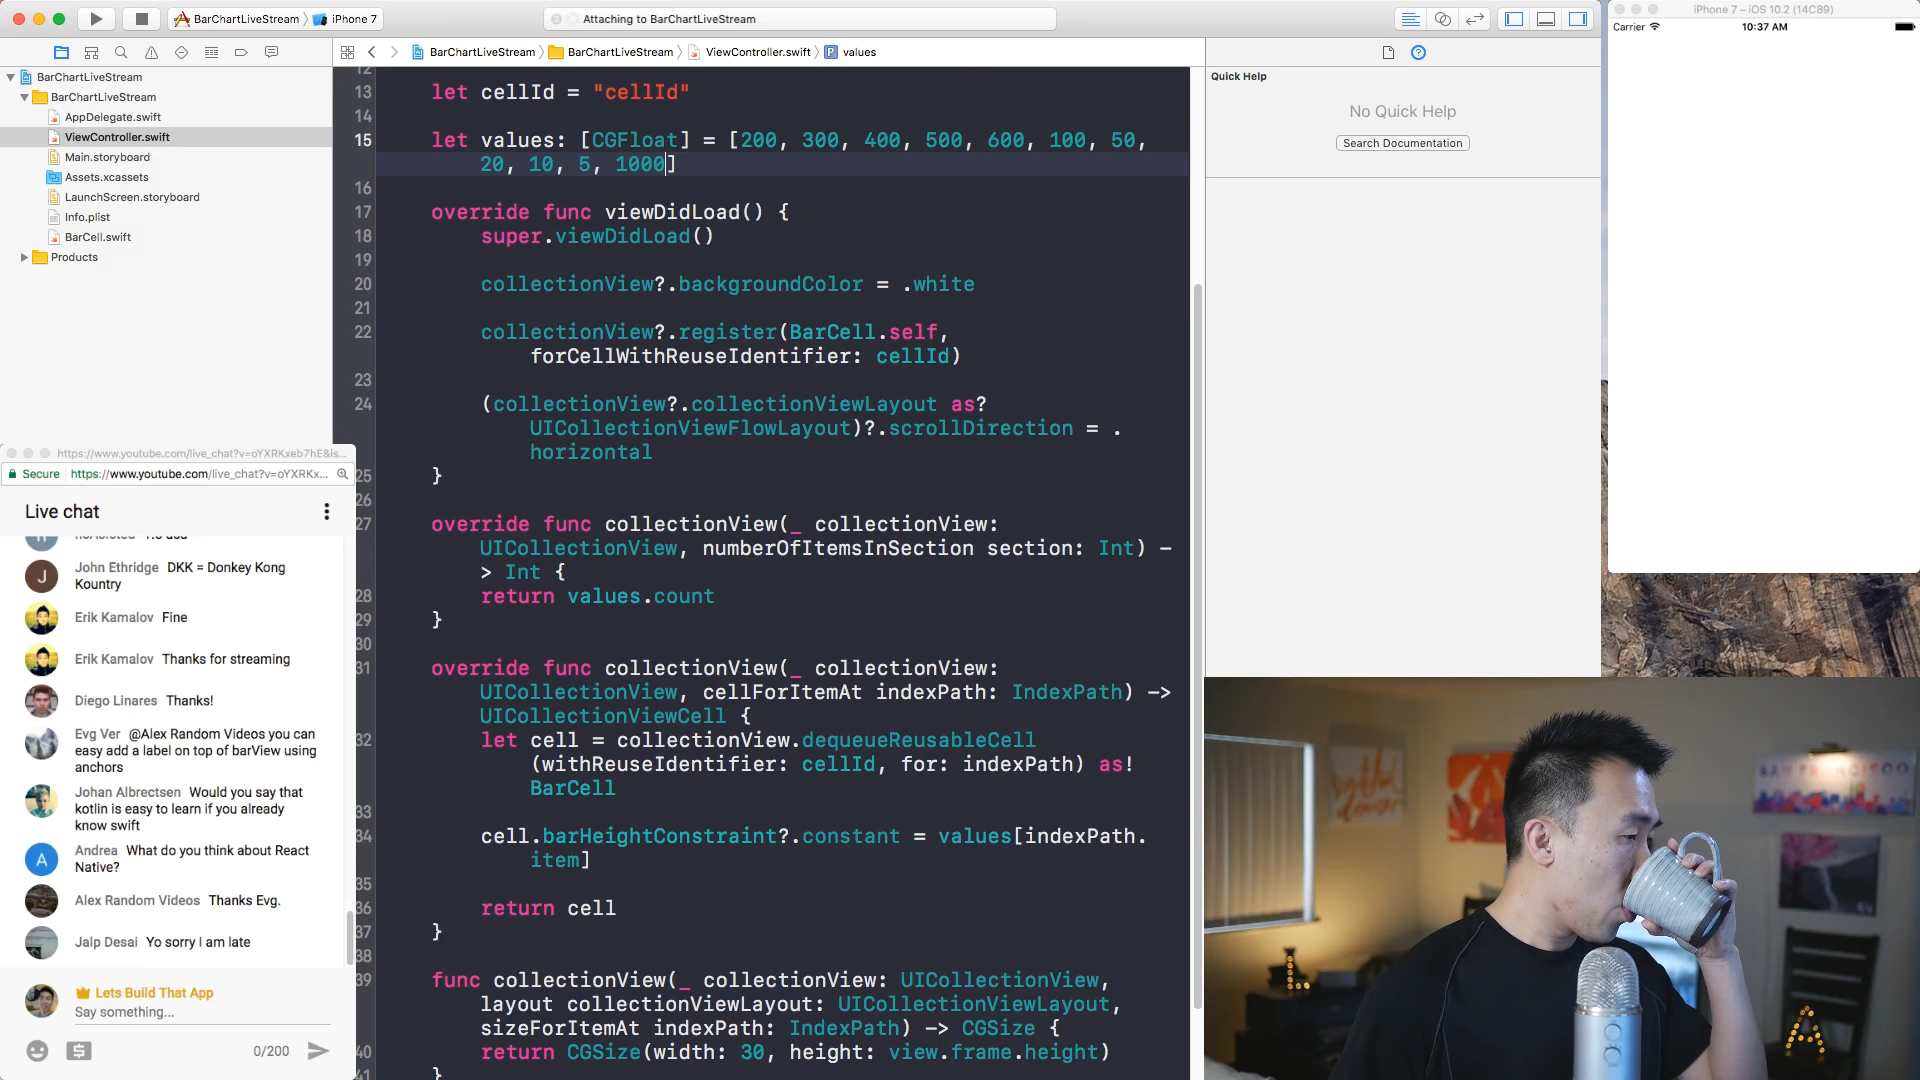 BarChartLiveStream
iPhone 7
Attaching to BarChartLiveStream
BarChartLiveStream
BarChartLiveStream
ViewController.swift
values
BarChartLiveStream
BarChartLiveStream
AppDelegate.swift
ViewController.swift
Main.storyboard
Assets.xcassets
LaunchScreen.storyboard
Info.plist
BarCell.swift
Products
12
13 let cellId = "cellId"
14
15 let values: [CGFloat] = [200, 300, 400, 500, 600, 100, 50,
20, 10, 5, 1000]
16
17 override func viewDidLoad() {
18 super.viewDidLoad()
19
20 collectionView?.backgroundColor = .white
21
22 collectionView?.register(BarCell.self,
forCellWithReuseIdentifier: cellId)
23
24 (collectionView?.collectionViewLayout as?
UICollectionViewFlowLayout)?.scrollDirection = .
horizontal
25 }
26
27 override func collectionView(_ collectionView:
UICollectionView, numberOfItemsInSection section: Int) -
> Int {
28 return values.count
29 }
30
31 override func collectionView(_ collectionView:
UICollectionView, cellForItemAt indexPath: IndexPath) ->
UICollectionViewCell {
32 let cell = collectionView.dequeueReusableCell
(withReuseIdentifier: cellId, for: indexPath) as!
BarCell
33
34 cell.barHeightConstraint?.constant = values[indexPath.
item]
35
36 return cell
37 }
38
39 func collectionView(_ collectionView: UICollectionView,
layout collectionViewLayout: UICollectionViewLayout,
sizeForItemAt indexPath: IndexPath) -> CGSize {
40 return CGSize(width: 30, height: view.frame.height)
41 }
Quick Help
No Quick Help
Search Documentation
iPhone 7 – iOS 10.2 (14C89)
Carrier
10:37 AM
https://www.youtube.com/live_chat?v=oYXRKxeb7hE&is...
Secure
https://www.youtube.com/live_chat?v=oYXRKx...
Live chat
J
John Ethridge DKK = Donkey Kong
Kountry
Erik Kamalov Fine
Erik Kamalov Thanks for streaming
Diego Linares Thanks!
Evg Ver @Alex Random Videos you can
easy add a label on top of barView using
anchors
Johan Albrectsen Would you say that
kotlin is easy to learn if you already
know swift
A
Andrea What do you think about React
Native?
Alex Random Videos Thanks Evg.
Jalp Desai Yo sorry I am late
Lets Build That App
Say something...
0/200
SAN FRANCISCO
L
A